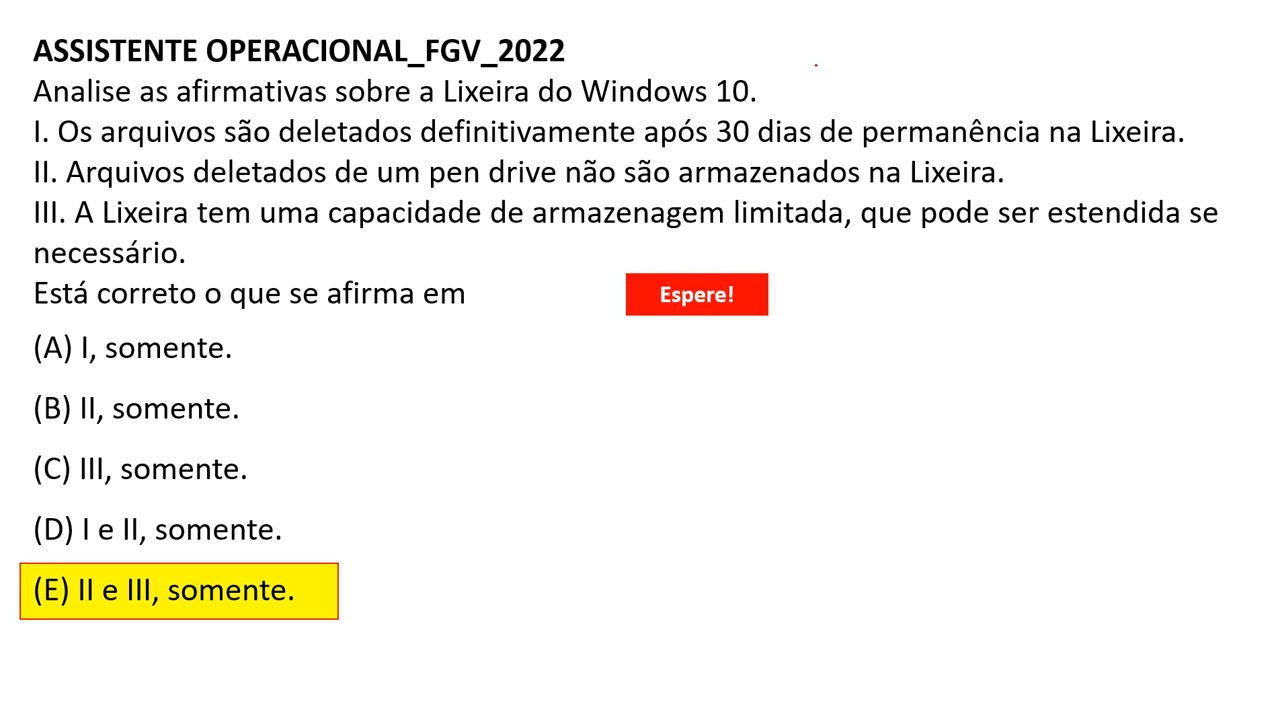 ASSISTENTE OPERACIONAL_FGV_2022
Analise as afirmativas sobre a Lixeira do Windows 10.
I. Os arquivos são deletados definitivamente após 30 dias de permanência na Lixeira.
II. Arquivos deletados de um pen drive não são armazenados na Lixeira.
III. A Lixeira tem uma capacidade de armazenagem limitada, que pode ser estendida se
necessário.
Está correto o que se afirma em
Espere!
(A) I, somente.
(B) II, somente.
(C) III, somente.
(D) I e II, somente.
(E) II e III, somente.